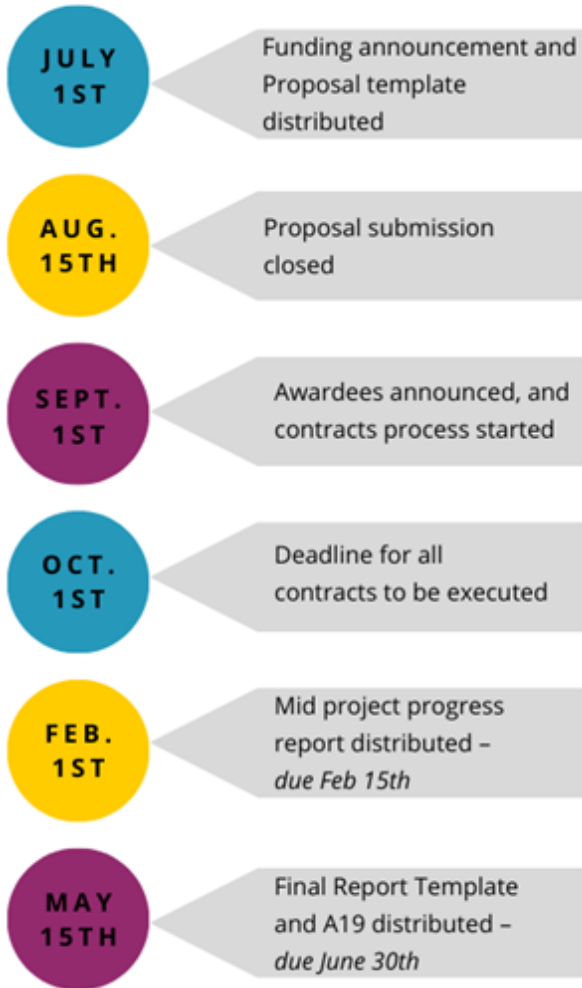 JULY
1ST
Funding announcement and
Proposal template
distributed
AUG.
15TH
Proposal submission
closed
SEPT.
1ST
Awardees announced, and
contracts process started
OCT.
1ST
Deadline for all
contracts to be executed
FEB.
1ST
Mid project progress
report distributed –
due Feb 15th
MAY
15TH
Final Report Template
and A19 distributed –
due June 30th